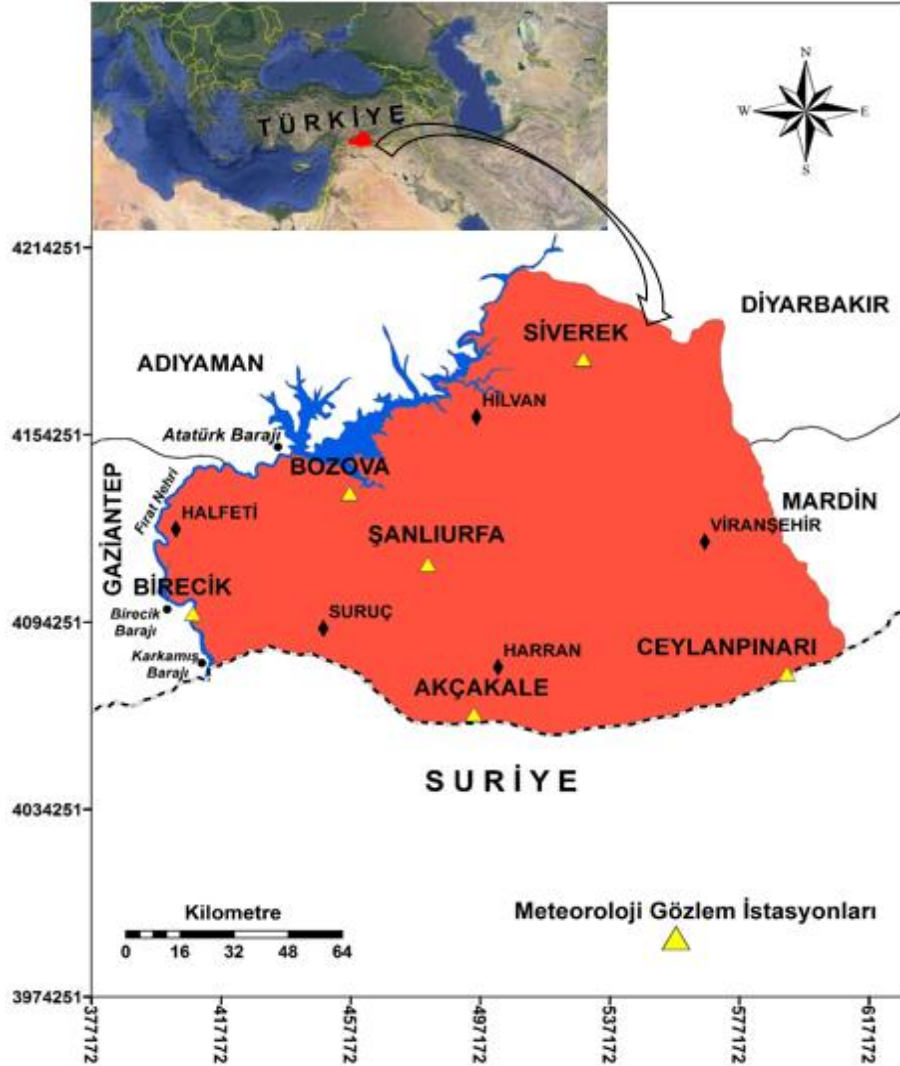 TÜRKİYE
N
W
E
S
4214251
DİYARBAKIR
SİVEREK
ADIYAMAN
HİLVAN
4154251
Atatürk Barajı
BOZOVA
GAZİANTEP
Fırat Nehri
HALFETİ
MARDİN
VİRANŞEHİR
ŞANLIURFA
BİRECİK
Birecik
Barajı
SURUÇ
4094251
Karkamış
Barajı
HARRAN
CEYLANPINARI
AKÇAKALE
SURİYE
4034251
Kilometre
0 8 16 32 48 64
Meteoroloji Gözlem İstasyonları
3974251
377172
417172
457172
497172
537172
577172
617172